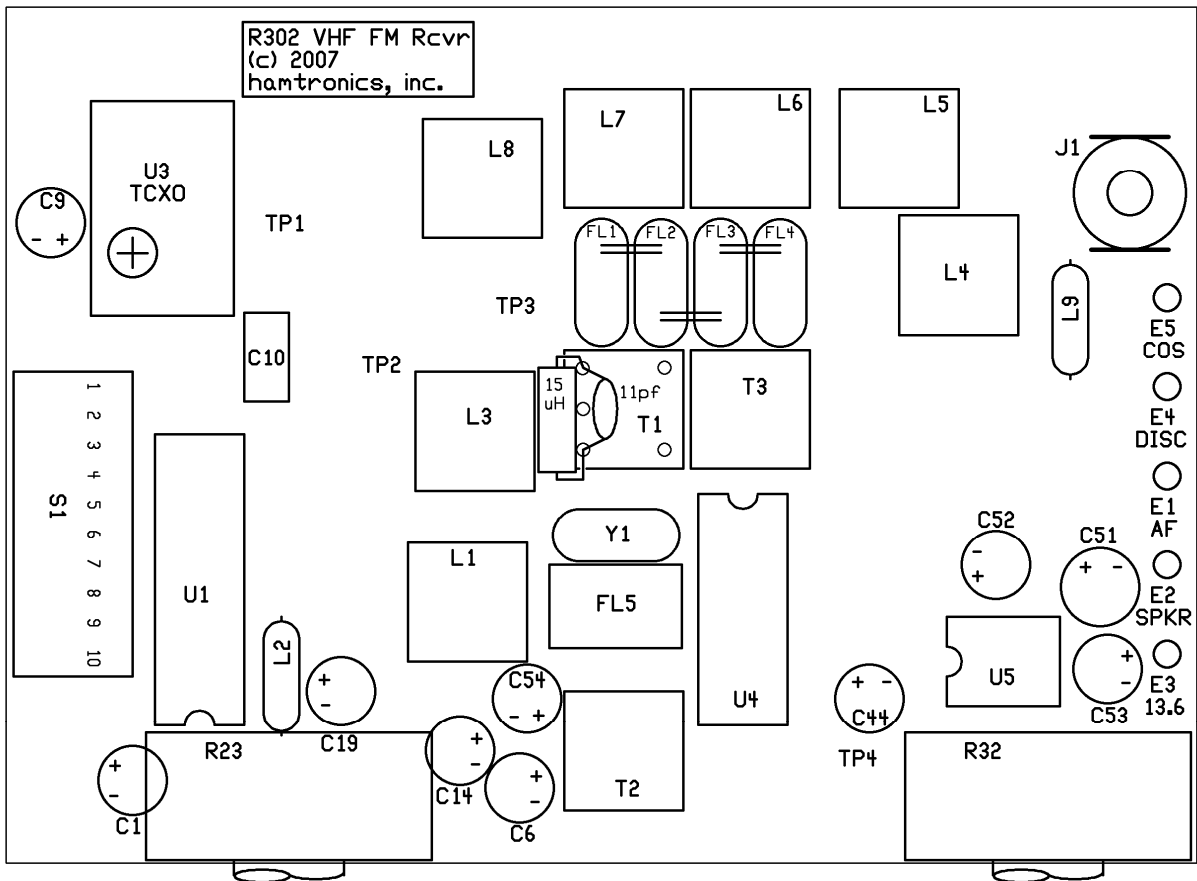 R302 VHF FM Rcvr
(c) 2007
hamtronics, inc.
L7
L6
L5
L8
J1
U3
TCXO
C9
- +
TP1
FL1
FL2
FL3
FL4
L4
L9
TP3
E5
COS
C10
TP2
15
uH
11pf
T1
T3
L3
E4
DISC
S1
1
2
3
4
5
6
7
8
9
10
E1
AF
C52
-
+
C51
+ -
Y1
L1
FL5
U1
E2
SPKR
L2
+
-
C19
C54
- +
U4
+ -
C44
TP4
U5
+
-
C53
E3
13.6
R23
R32
+
-
C1
+
-
C14
+
-
C6
T2